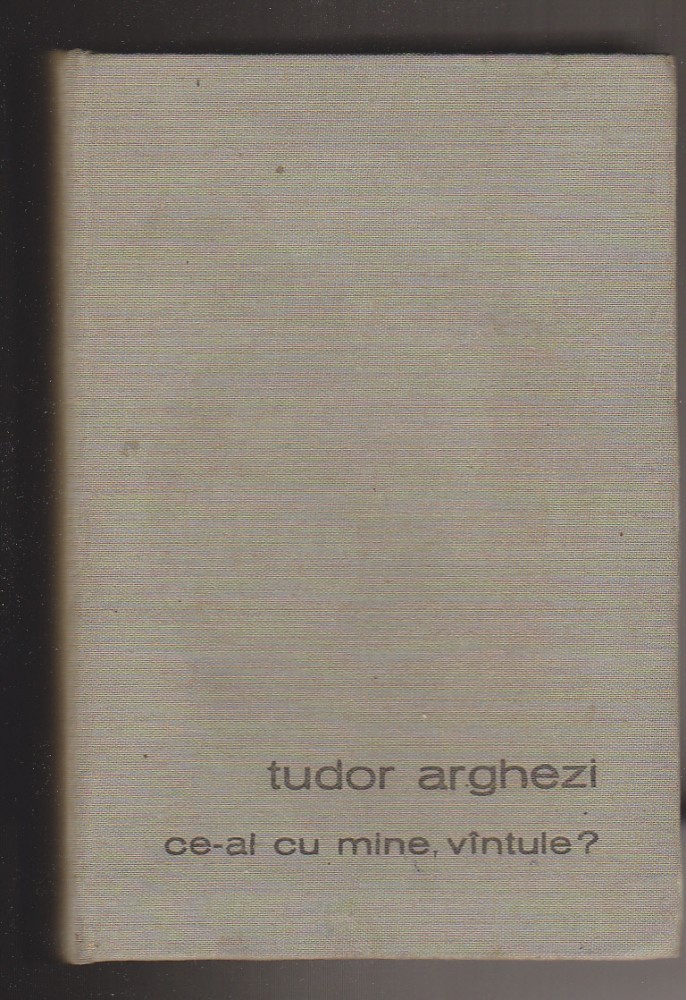 tudor arghezi
ce-ai cu mine, vîntule?